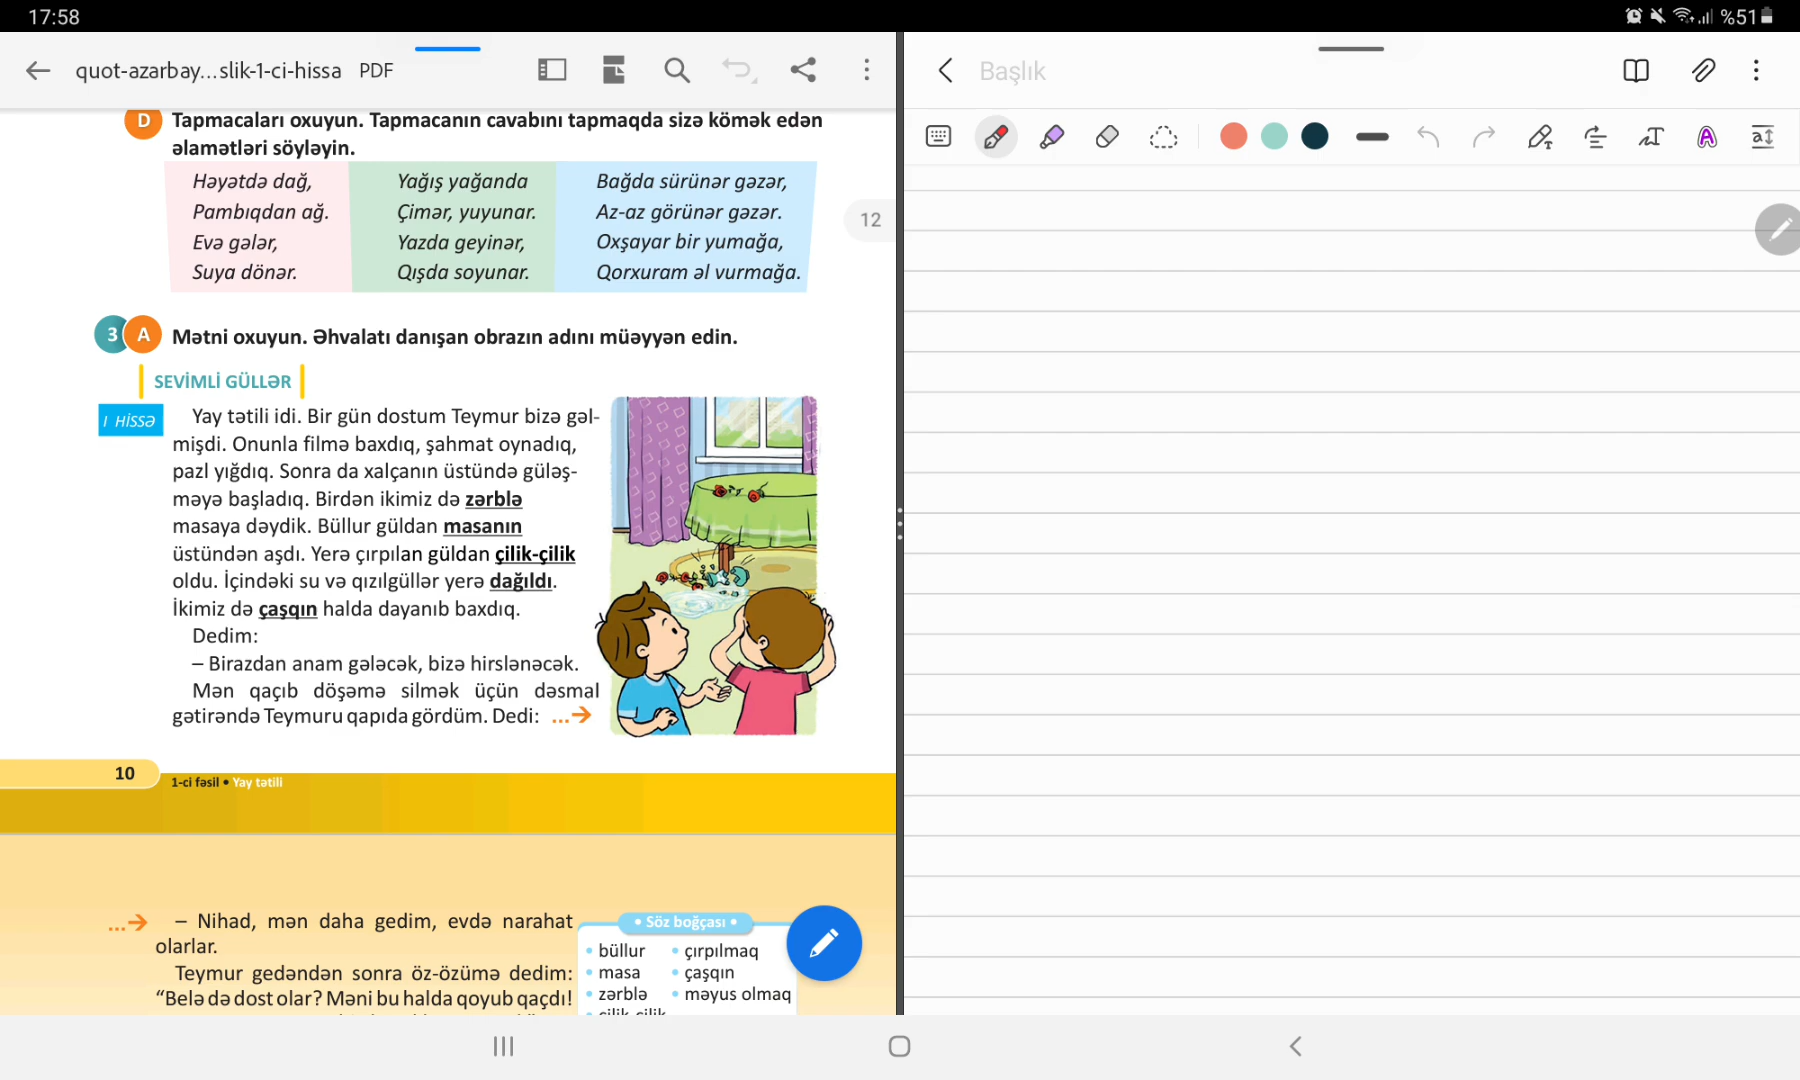 17:58
%51
quot-azarbay...slik-1-ci-hissa PDF
D Tapmacaları oxuyun. Tapmacanın cavabını tapmaqda sizə kömək edən
əlamətləri söyləyin.
Həyətdə dağ,
Pambıqdan ağ.
Evə gələr,
Suya dönər.
Yağış yağanda
Çimər, yuyunar.
Yazda geyinər,
Qışda soyunar.
Bağda sürünər gəzər,
Az-az görünər gəzər.
Oxşayar bir yumağa,
Qorxuram əl vurmağa.
12
3 A Mətni oxuyun. Əhvalatı danışan obrazın adını müəyyən edin.
SEVİMLİ GÜLLƏR
I HİSSƏ
Yay tətili idi. Bir gün dostum Teymur bizə gəl-
mişdi. Onunla filmə baxdıq, şahmat oynadıq,
pazl yığdıq. Sonra da xalçanın üstündə güləş-
məyə başladıq. Birdən ikimiz də zərblə
masaya dəydik. Büllur güldan masanın
üstündən aşdı. Yerə çırpılan güldan çilik-çilik
oldu. İçindəki su və qızılgüllər yerə dağıldı.
İkimiz də çaşqın halda dayanıb baxdıq.
Dedim:
– Birazdan anam gələcək, bizə hirslənəcək.
Mən qaçıb döşəmə silmək üçün dəsmal
gətirəndə Teymuru qapıda gördüm. Dedi: ...→
10
1-ci fəsil • Yay tətili
...→ – Nihad, mən daha gedim, evdə narahat
olarlar.
Teymur gedəndən sonra öz-özümə dedim:
“Belə də dost olar? Məni bu halda qoyub qaçdı!
• Söz boğçası •
• büllur
• masa
• zərblə
çilik-çilik
• çırpılmaq
• çaşqın
• məyus olmaq
Başlık